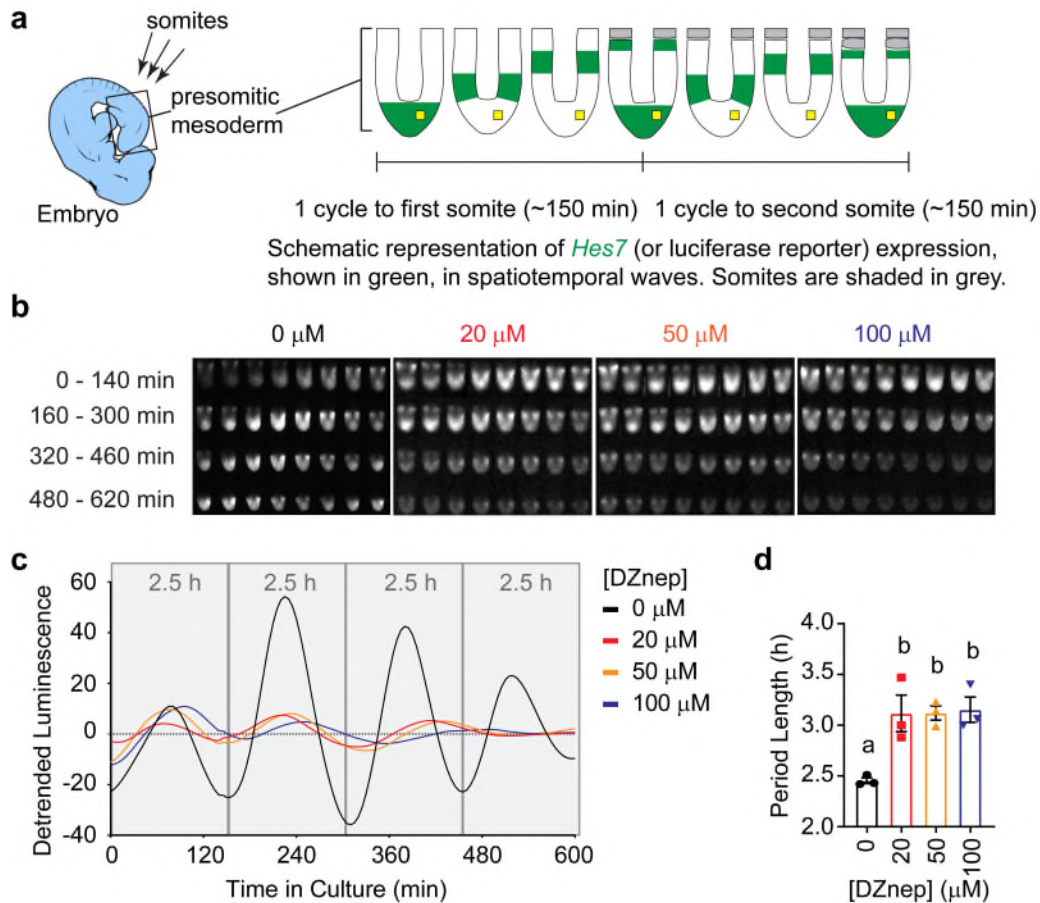 a
somites
presomitic
mesoderm
Embryo
1 cycle to first somite (~150 min) 1 cycle to second somite (~150 min)
Schematic representation of Hes7 (or luciferase reporter) expression,
shown in green, in spatiotemporal waves. Somites are shaded in grey.
b
0 μM 20 μM 50 μM 100 μM
0 - 140 min
160 - 300 min
320 - 460 min
480 - 620 min
c
Detrended Luminescence
60
40
20
0
-20
-40
2.5 h 2.5 h 2.5 h 2.5 h
0 120 240 360 480 600
Time in Culture (min)
[DZnep]
0 μM
20 μM
50 μM
100 μM
d
Period Length (h)
4.0
3.5
3.0
2.5
2.0
a b b b
0 20 50 100
[DZnep] (μM)